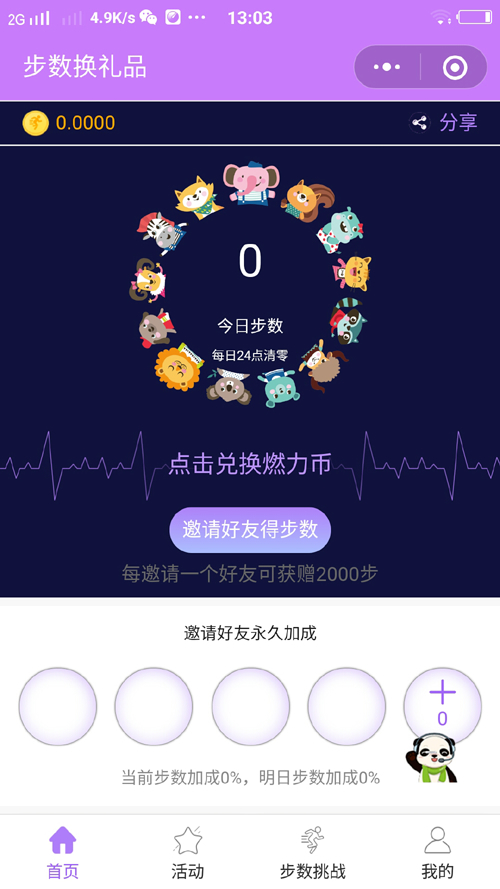 2G 4.9K/s 13:03
步数换礼品
0.0000 分享
0
今日步数
每日24点清零
点击兑换燃力币
邀请好友得步数
每邀请一个好友可获赠2000步
邀请好友永久加成
0
当前步数加成0%，明日步数加成0%
首页 活动 步数挑战 我的